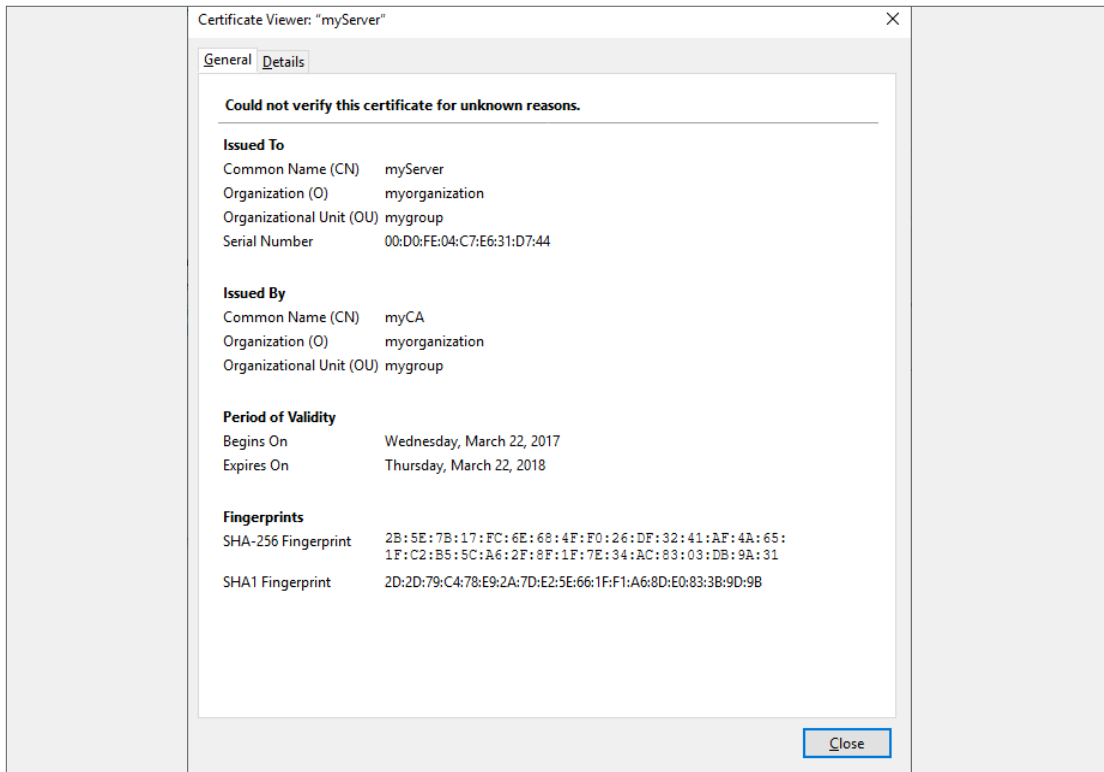 Certificate Viewer: "myServer"
General Details
Could not verify this certificate for unknown reasons.
Issued To
Common Name (CN) myServer
Organization (O) myorganization
Organizational Unit (OU) mygroup
Serial Number 00:D0:FE:04:C7:E6:31:D7:44
Issued By
Common Name (CN) myCA
Organization (O) myorganization
Organizational Unit (OU) mygroup
Period of Validity
Begins On Wednesday, March 22, 2017
Expires On Thursday, March 22, 2018
Fingerprints
SHA-256 Fingerprint 2B:5E:7B:17:FC:6E:68:4F:F0:26:DF:32:41:AF:4A:65:
1F:C2:B5:5C:A6:2F:8F:1F:7E:34:AC:83:03:DB:9A:31
SHA1 Fingerprint 2D:2D:79:C4:78:E9:2A:7D:E2:5E:66:1F:F1:A6:8D:E0:83:3B:9D:9B
Close